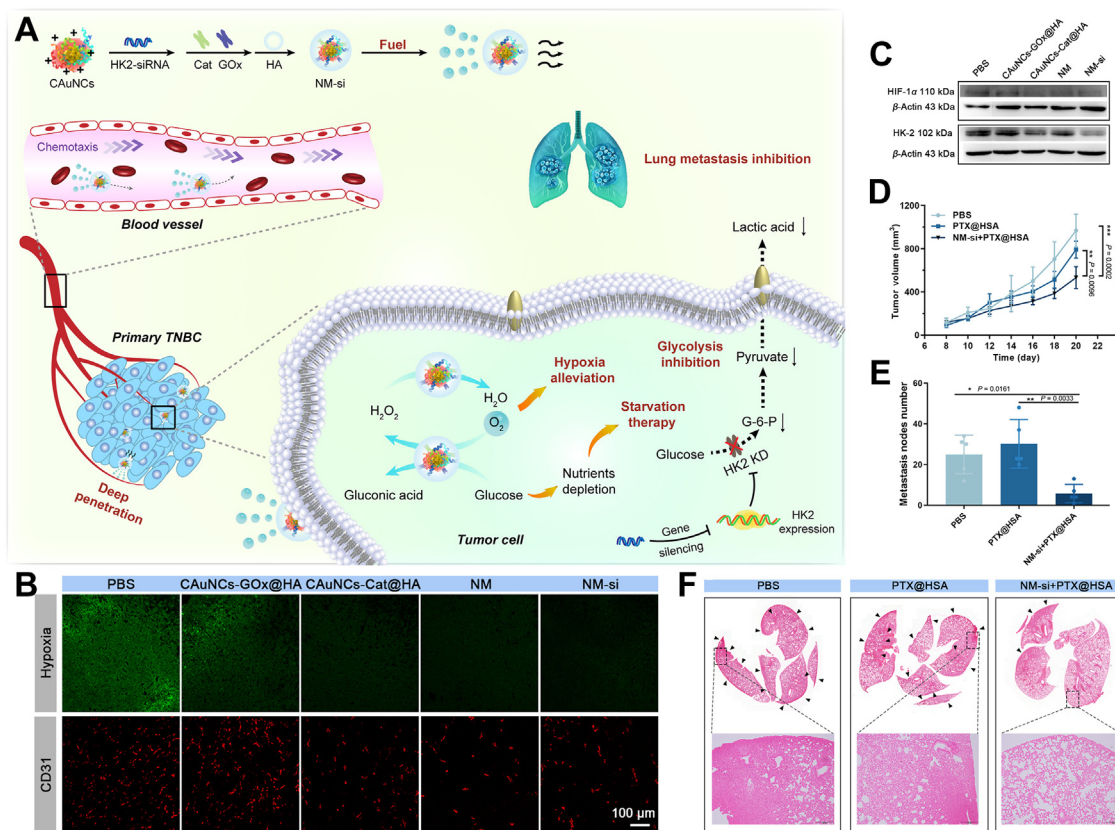 A
CAuNCs
HK2-siRNA
Cat GOx
HA
NM-si
Fuel
Chemotaxis
Blood vessel
Lung metastasis inhibition
Primary TNBC
Deep
penetration
Lactic acid ↓
Glycolysis
inhibition
Pyruvate ↓
G-6-P ↓
Glucose
HK2 KD
HK2
expression
Gene
silencing
Hypoxia
alleviation
H₂O₂
H₂O
O₂
Starvation
therapy
Gluconic acid
Glucose
Nutrients
depletion
Tumor cell
B
PBS CAuNCs-GOx@HA CAuNCs-Cat@HA NM NM-si
Hypoxia
CD31
100 μm
C
PBS
CAuNCs-GOx@HA
CAuNCs-Cat@HA
NM
NM-si
HIF-1α 110 kDa
β-Actin 43 kDa
HK-2 102 kDa
β-Actin 43 kDa
D
Tumor volume (mm³)
1200
800
400
0
PBS
PTX@HSA
NM-si+PTX@HSA
*** P = 0.0002
** P = 0.0096
6 8 10 12 14 16 18 20 22
Time (day)
E
Metastasis nodes number
60
40
20
0
* P = 0.0161
** P = 0.0033
PBS
PTX@HSA
NM-si+PTX@HSA
F
PBS PTX@HSA NM-si+PTX@HSA